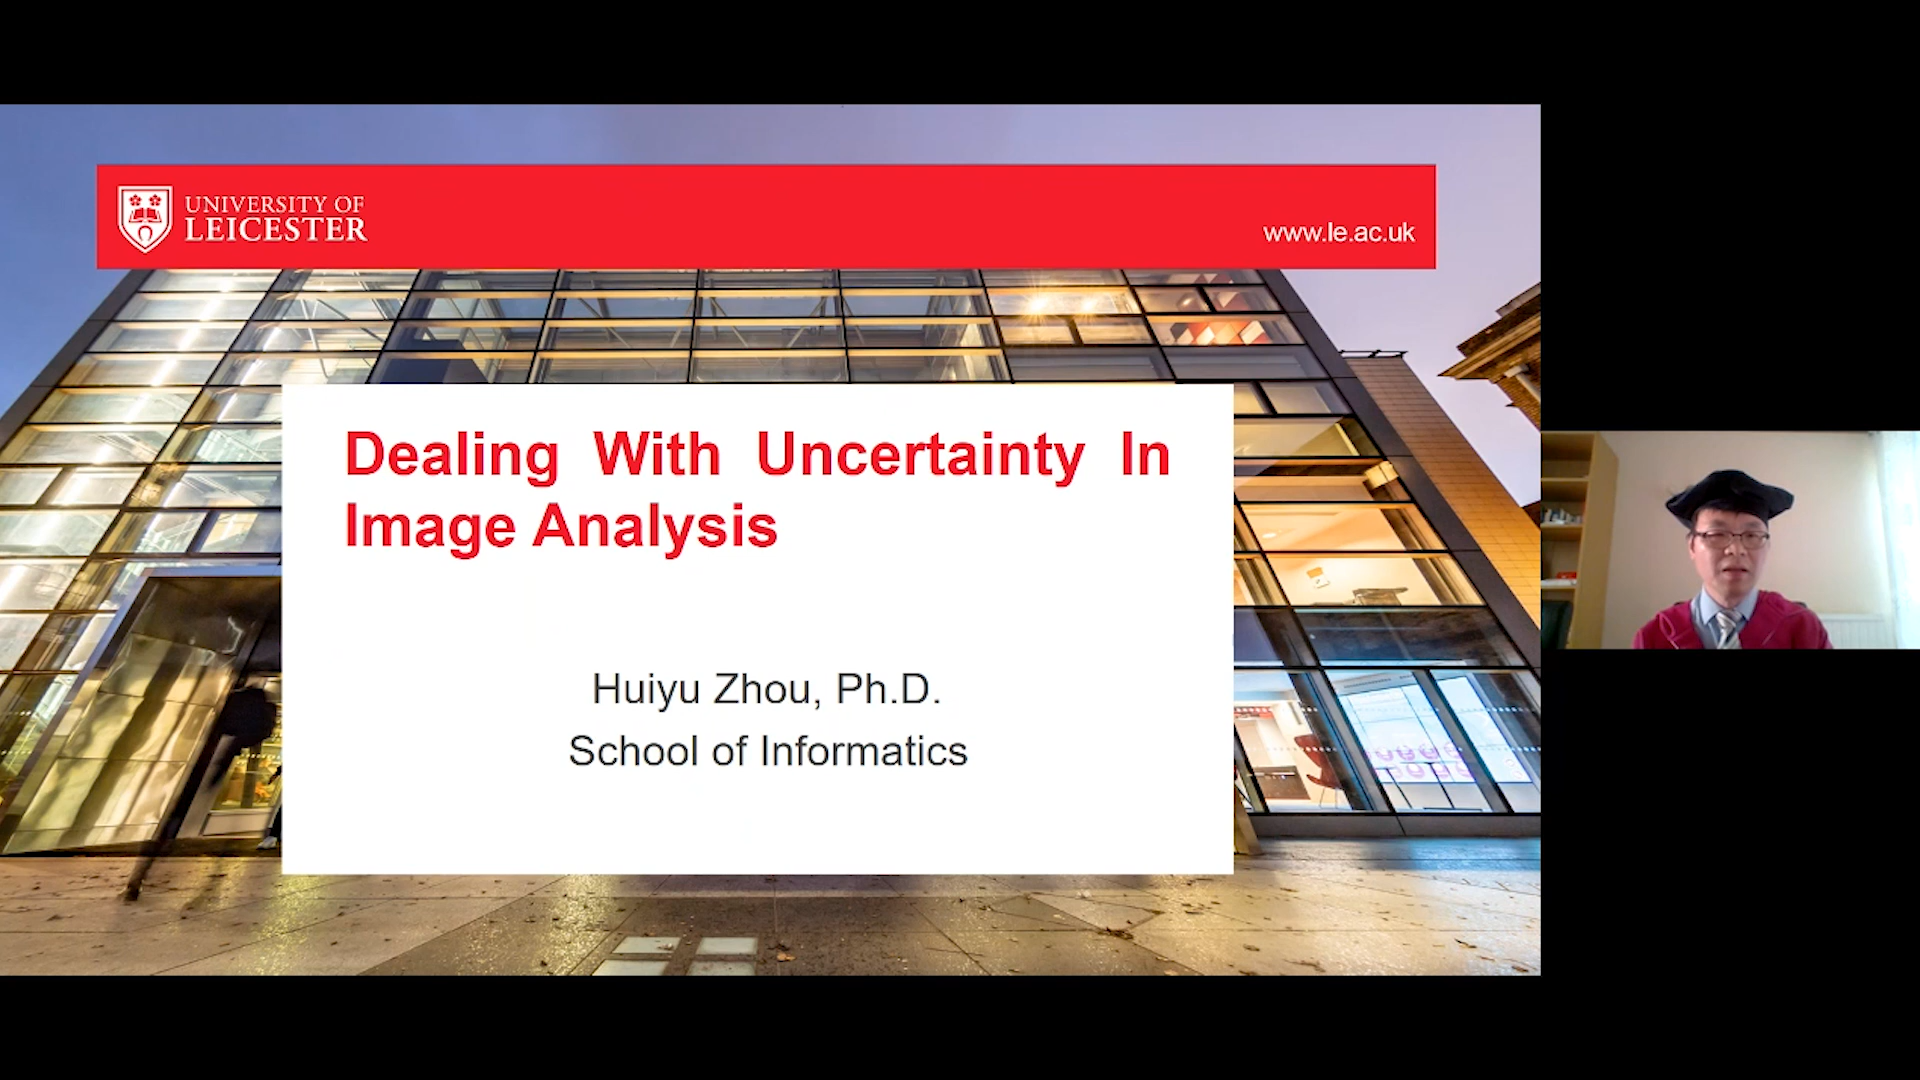 UNIVERSITY OF
LEICESTER
www.le.ac.uk
Dealing With Uncertainty In
Image Analysis
Huiyu Zhou, Ph.D.
School of Informatics